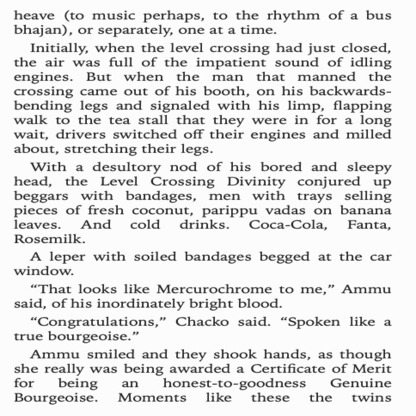 heave (to music perhaps, to the rhythm of a bus
bhajan), or separately, one at a time.
Initially, when the level crossing had just closed,
the air was full of the impatient sound of idling
engines. But when the man that manned the
crossing came out of his booth, on his backwards-
bending legs and signaled with his limp, flapping
walk to the tea stall that they were in for a long
wait, drivers switched off their engines and milled
about, stretching their legs.
With a desultory nod of his bored and sleepy
head, the Level Crossing Divinity conjured up
beggars with bandages, men with trays selling
pieces of fresh coconut, parippu vadas on banana
leaves. And cold drinks. Coca-Cola, Fanta,
Rosemilk.
A leper with soiled bandages begged at the car
window.
“That looks like Mercurochrome to me,” Ammu
said, of his inordinately bright blood.
“Congratulations,” Chacko said. “Spoken like a
true bourgeoise.”
Ammu smiled and they shook hands, as though
she really was being awarded a Certificate of Merit
for being an honest-to-goodness Genuine
Bourgeoise. Moments like these the twins